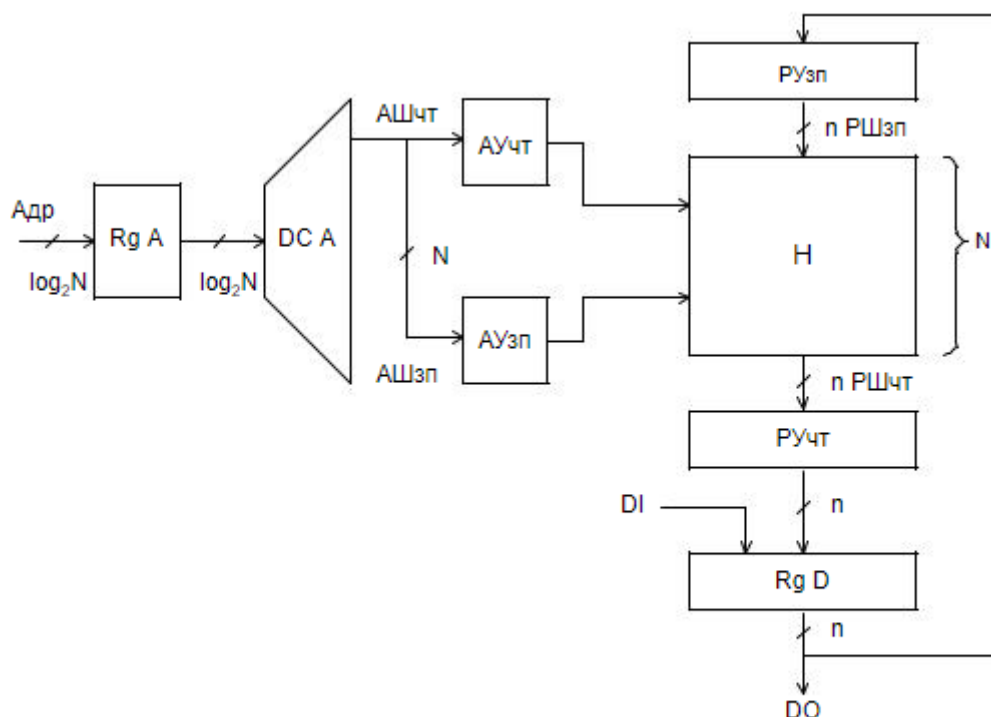 РУзп
n РШзп
АШчт
АУчт
Адр
Rg A
DC A
log₂N
log₂N
N
H
N
АШзп
АУзп
n РШчт
РУчт
DI
n
Rg D
n
DO